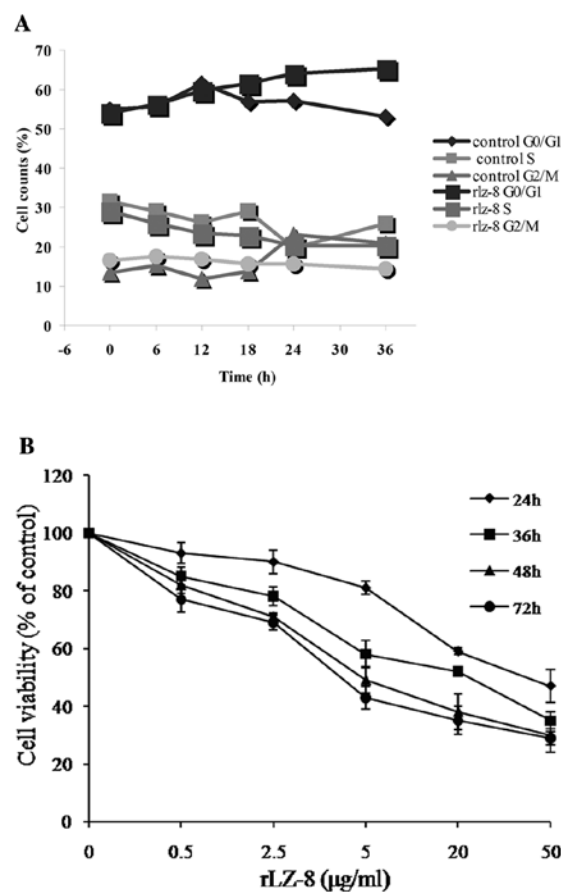 A
70
60
50
40
30
20
10
0
Cell counts (%)
-6 0 6 12 18 24 30 36
Time (h)
control G0/G1
control S
control G2/M
rlz-8 G0/G1
rlz-8 S
rlz-8 G2/M
B
120
100
80
60
40
20
0
Cell viability (% of control)
0 0.5 2.5 5 20 50
rLZ-8 (μg/ml)
24h
36h
48h
72h